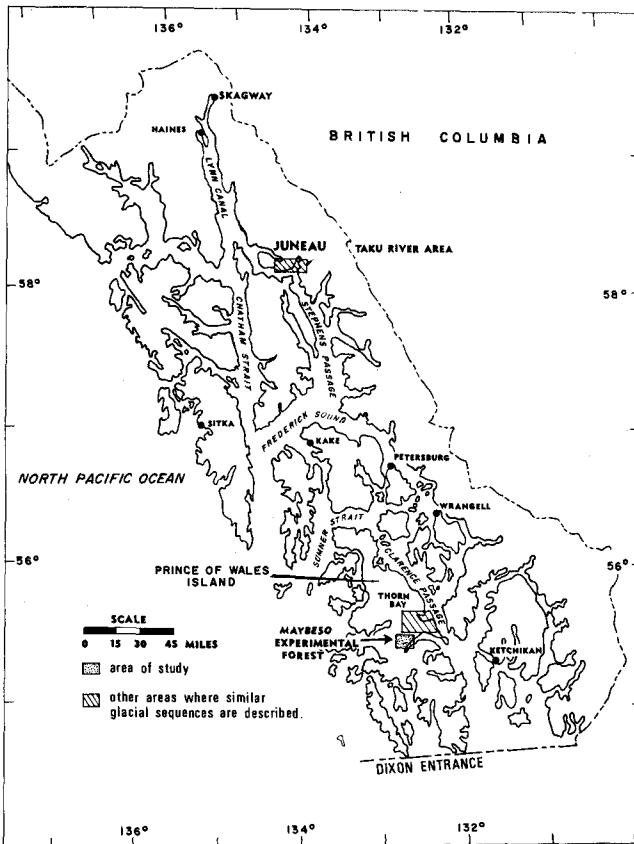 136° 134° 132°
SKAGWAY
HAINES
BRITISH COLUMBIA
LYNN CANAL
JUNEAU
TAKU RIVER AREA
58° 58°
CHATHAM STRAIT
STEPHENS PASSAGE
SITKA
FREDERICK SOUND
KAKE
PETERSBURG
NORTH PACIFIC OCEAN
WRANGELL
SUMNER STRAIT
56° 56°
CLARENCE PASSAGE
PRINCE OF WALES
ISLAND
THORN
BAY
SCALE
0 15 30 45 MILES
MAYBESO
EXPERIMENTAL
FOREST
KETCHIKAN
area of study
other areas where similar
glacial sequences are described.
DIXON ENTRANCE
136° 134° 132°